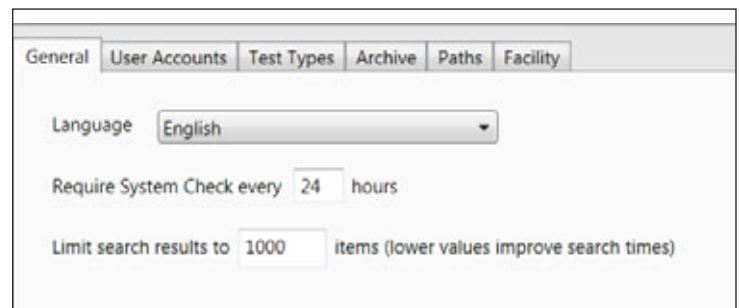 General User Accounts Test Types Archive Paths Facility
Language English
Require System Check every 24 hours
Limit search results to 1000 items (lower values improve search times)